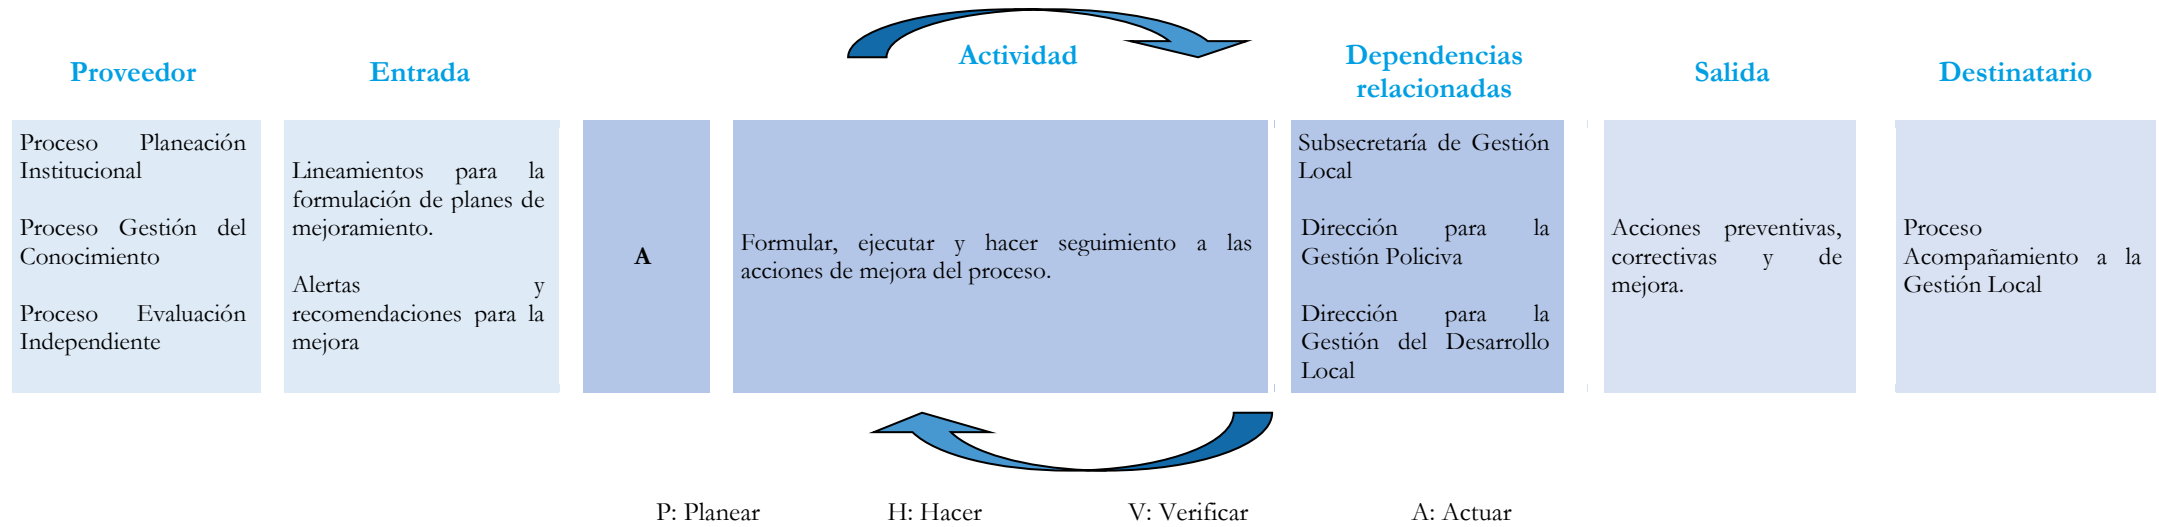 Proveedor
Entrada
Actividad
Dependencias
relacionadas
Salida
Destinatario
Proceso Planeación
Institucional
Proceso Gestión del
Conocimiento
Proceso Evaluación
Independiente
Lineamientos para la
formulación de planes de
mejoramiento.
Alertas y
recomendaciones para la
mejora
A
Formular, ejecutar y hacer seguimiento a las
acciones de mejora del proceso.
Subsecretaría de Gestión
Local
Dirección para la
Gestión Policiva
Dirección para la
Gestión del Desarrollo
Local
Acciones preventivas,
correctivas y de
mejora.
Proceso
Acompañamiento a la
Gestión Local
P: Planear H: Hacer V: Verificar A: Actuar